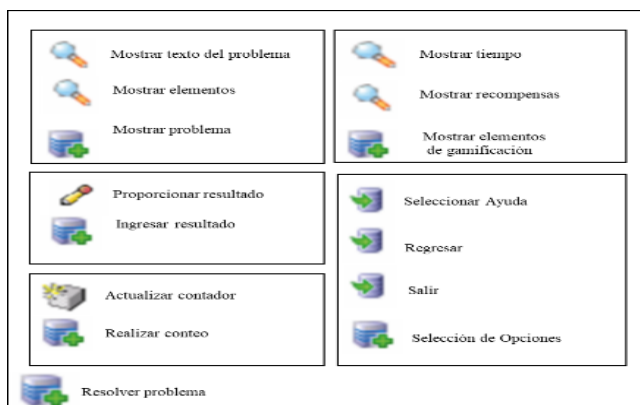 Mostrar texto del problema
Mostrar elementos
Mostrar problema
Mostrar tiempo
Mostrar recompensas
Mostrar elementos
de gamificación
Proporcionar resultado
Ingresar resultado
Actualizar contador
Realizar conteo
Seleccionar Ayuda
Regresar
Salir
Selección de Opciones
Resolver problema